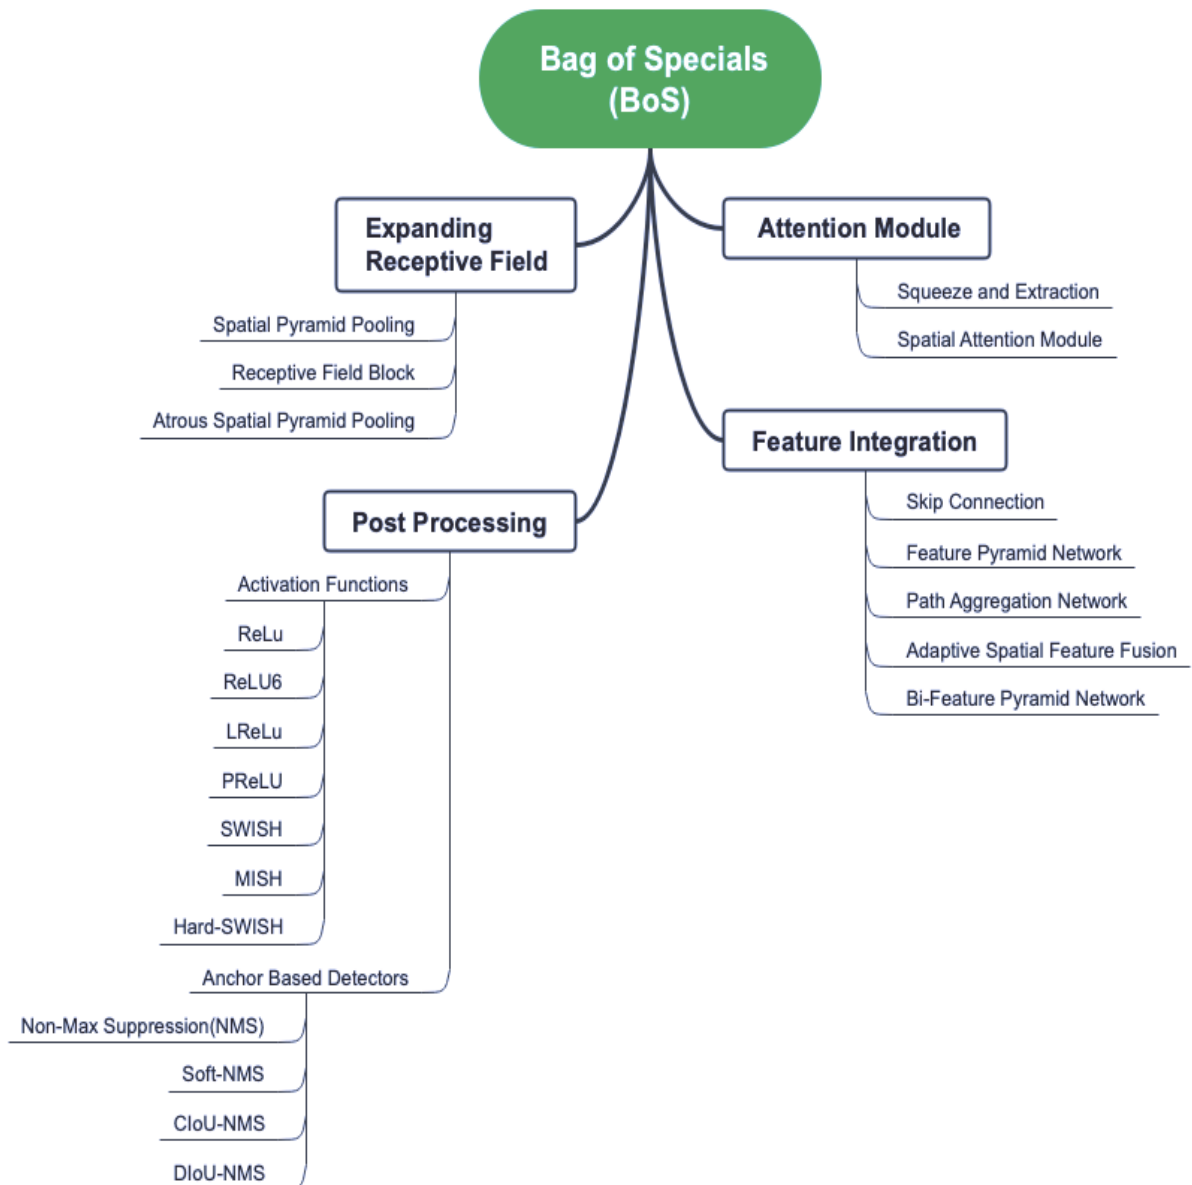 Bag of Specials
(BoS)
Expanding
Receptive Field
Spatial Pyramid Pooling
Receptive Field Block
Atrous Spatial Pyramid Pooling
Post Processing
Activation Functions
ReLu
ReLU6
LReLu
PReLU
SWISH
MISH
Hard-SWISH
Anchor Based Detectors
Non-Max Suppression(NMS)
Soft-NMS
CIoU-NMS
DIoU-NMS
Attention Module
Squeeze and Extraction
Spatial Attention Module
Feature Integration
Skip Connection
Feature Pyramid Network
Path Aggregation Network
Adaptive Spatial Feature Fusion
Bi-Feature Pyramid Network